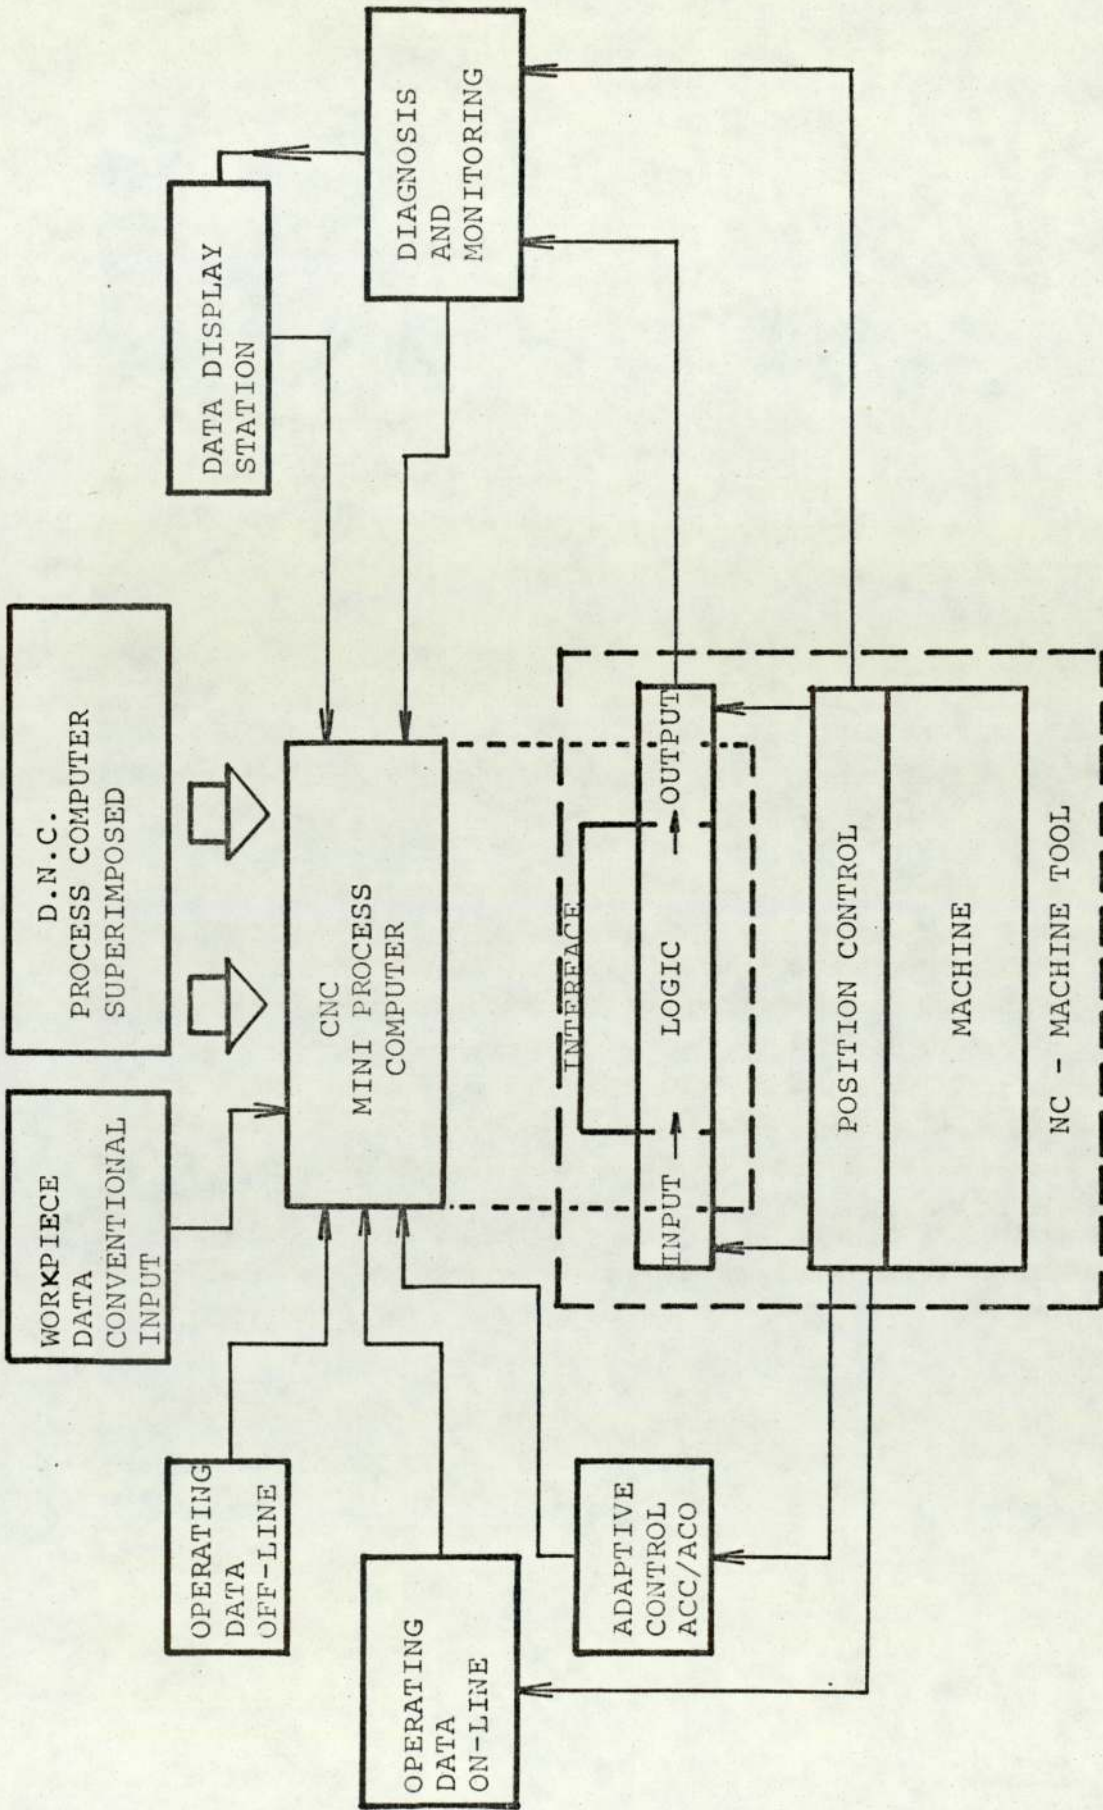 WORKPIECE
DATA
CONVENTIONAL
INPUT
D.N.C.
PROCESS COMPUTER
SUPERIMPOSED
OPERATING
DATA
OFF-LINE
DATA DISPLAY
STATION
OPERATING
DATA
ON-LINE
CNC
MINI PROCESS
COMPUTER
DIAGNOSIS
AND
MONITORING
ADAPTIVE
CONTROL
ACC/ACO
INTERFACE
INPUT
LOGIC
OUTPUT
POSITION CONTROL
MACHINE
NC - MACHINE TOOL